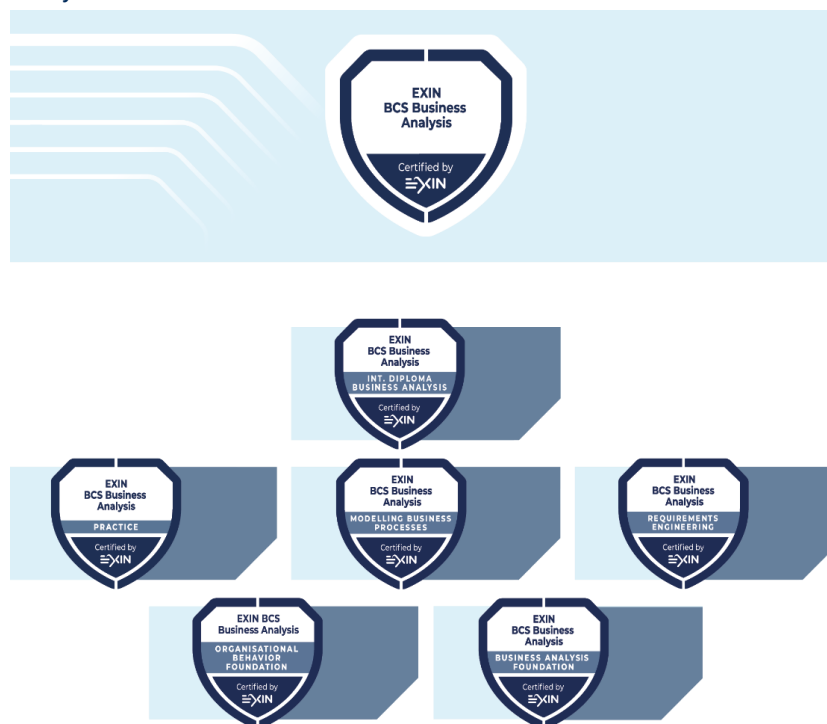 EXIN
BCS Business
Analysis
Certified by
EXIN
EXIN
BCS Business
Analysis
INT. DIPLOMA
BUSINESS ANALYSIS
Certified by
EXIN
EXIN
BCS Business
Analysis
PRACTICE
Certified by
EXIN
EXIN
BCS Business
Analysis
MODELLING BUSINESS
PROCESSES
Certified by
EXIN
EXIN
BCS Business
Analysis
REQUIREMENTS
ENGINEERING
Certified by
EXIN
EXIN BCS
Business Analysis
ORGANISATIONAL
BEHAVIOR
FOUNDATION
Certified by
EXIN
EXIN
BCS Business
Analysis
BUSINESS ANALYSIS
FOUNDATION
Certified by
EXIN